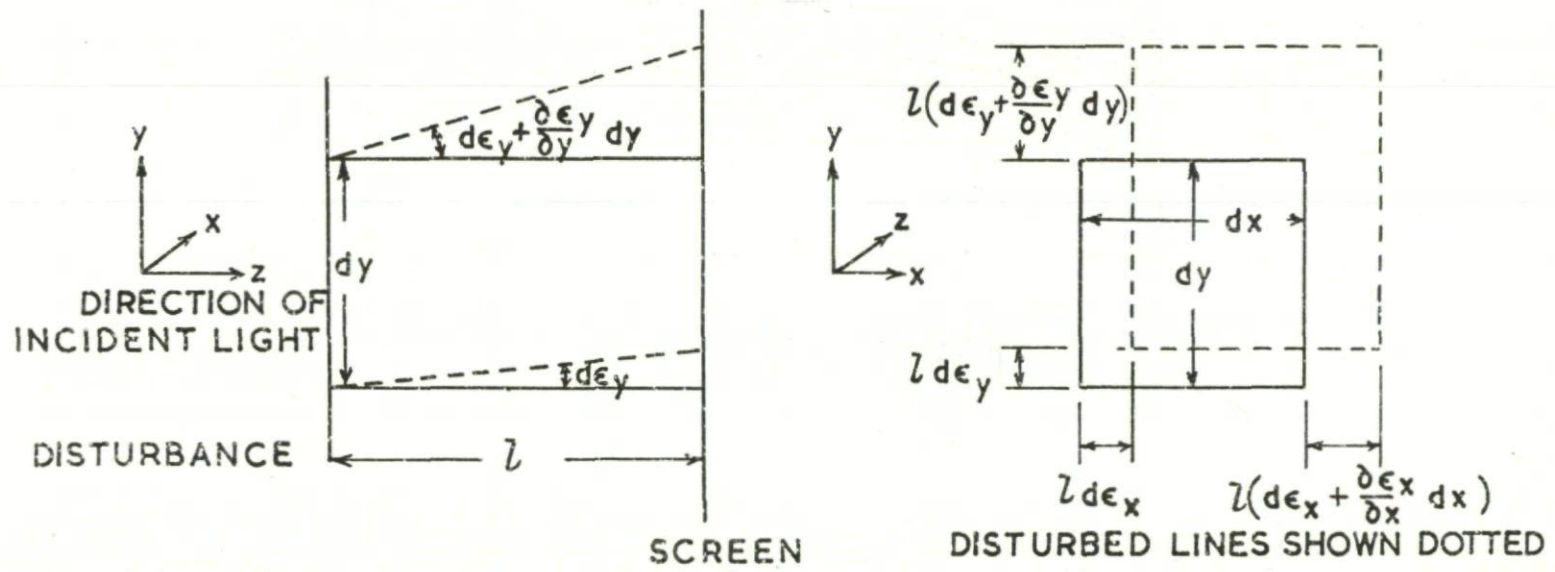 y
x
z
DIRECTION OF
INCIDENT LIGHT
dϵy + ∂ϵy/∂y dy
dy
dϵy
DISTURBANCE
l
SCREEN
y
z
x
l(dϵy + ∂ϵy/∂y dy)
dx
dy
l dϵy
l dϵx
l(dϵx + ∂ϵx/∂x dx)
DISTURBED LINES SHOWN DOTTED